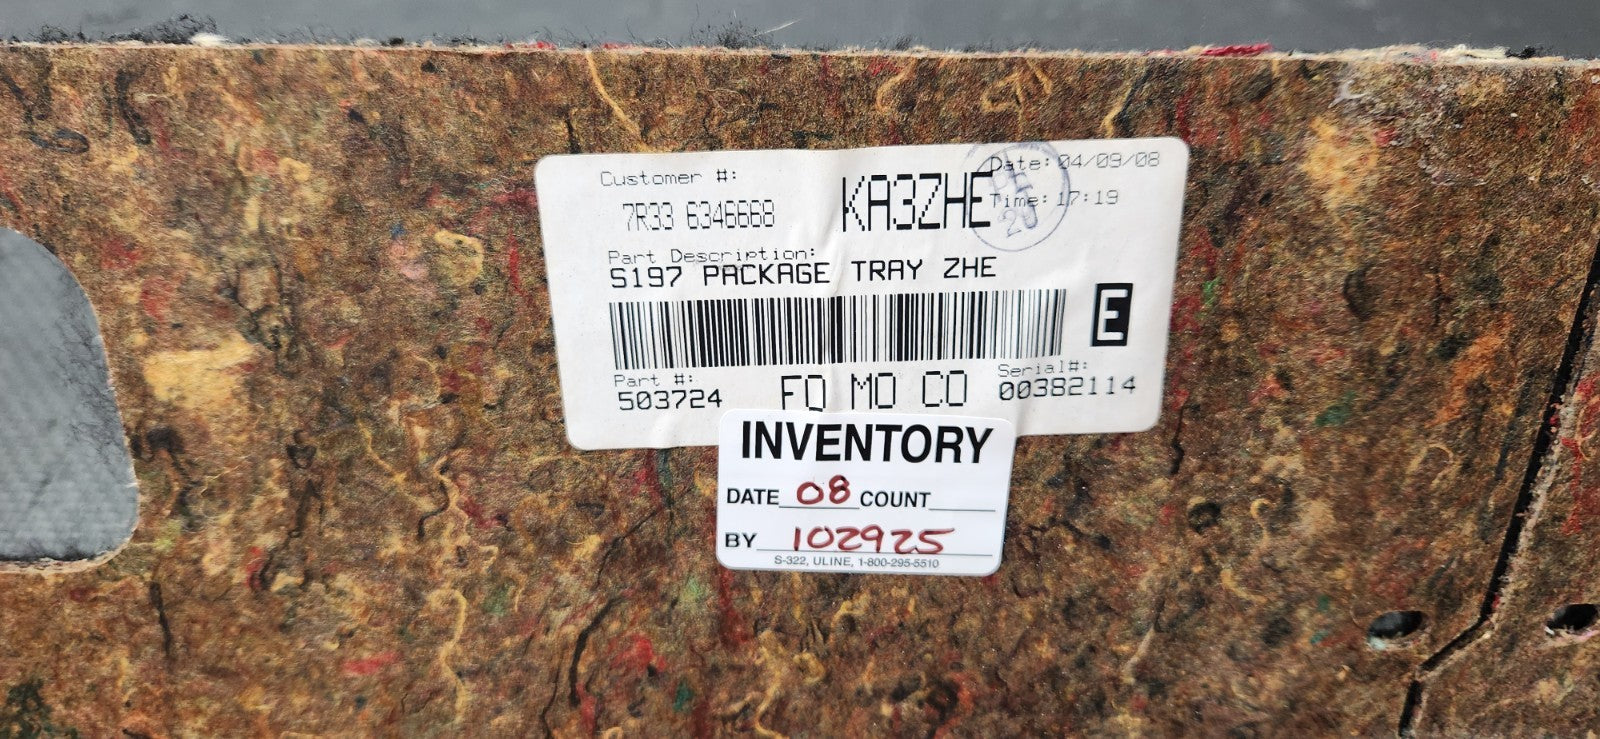 Customer #:
7R33 6346668
KA3ZHE
Date: 04/09/08
Time: 17:19
Part Description:
S197 PACKAGE TRAY ZHE
E
Part #:
503724
FO MO CO
Serial#:
00382114
INVENTORY
DATE 08 COUNT
BY 102925
S-322, ULINE, 1-800-295-5510